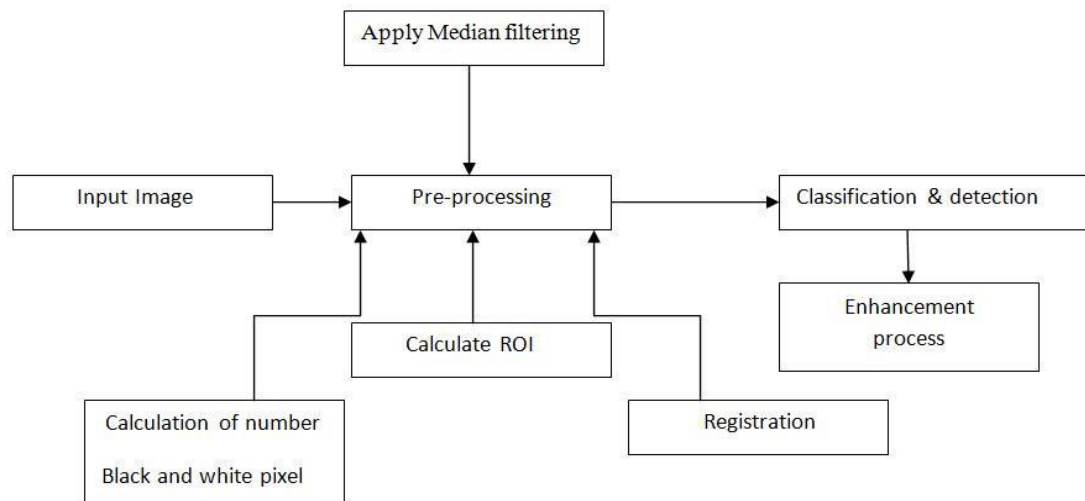 Apply Median filtering
Input Image
Pre-processing
Classification & detection
Enhancement
process
Calculate ROI
Calculation of number
Black and white pixel
Registration